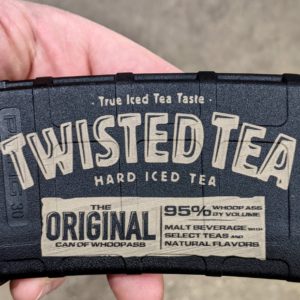 - True Iced Tea Taste -
TWISTED TEA
HARD ICED TEA
THE
ORIGINAL
CAN OF WHOOPASS
95% WHOOP ASS
BY VOLUME
MALT BEVERAGE WITH
SELECT TEAS AND
NATURAL FLAVORS
30